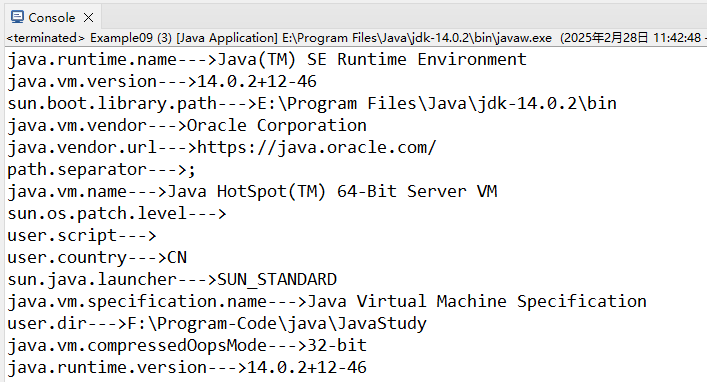 Console
<terminated> Example09 (3) [Java Application] E:\Program Files\Java\jdk-14.0.2\bin\javaw.exe (2025年2月28日 11:42:48 –
java.runtime.name--->Java(TM) SE Runtime Environment
java.vm.version--->14.0.2+12-46
sun.boot.library.path--->E:\Program Files\Java\jdk-14.0.2\bin
java.vm.vendor--->Oracle Corporation
java.vendor.url--->https://java.oracle.com/
path.separator--->;
java.vm.name--->Java HotSpot(TM) 64-Bit Server VM
sun.os.patch.level--->
user.script--->
user.country--->CN
sun.java.launcher--->SUN_STANDARD
java.vm.specification.name--->Java Virtual Machine Specification
user.dir--->F:\Program-Code\java\JavaStudy
java.vm.compressedOopsMode--->32-bit
java.runtime.version--->14.0.2+12-46